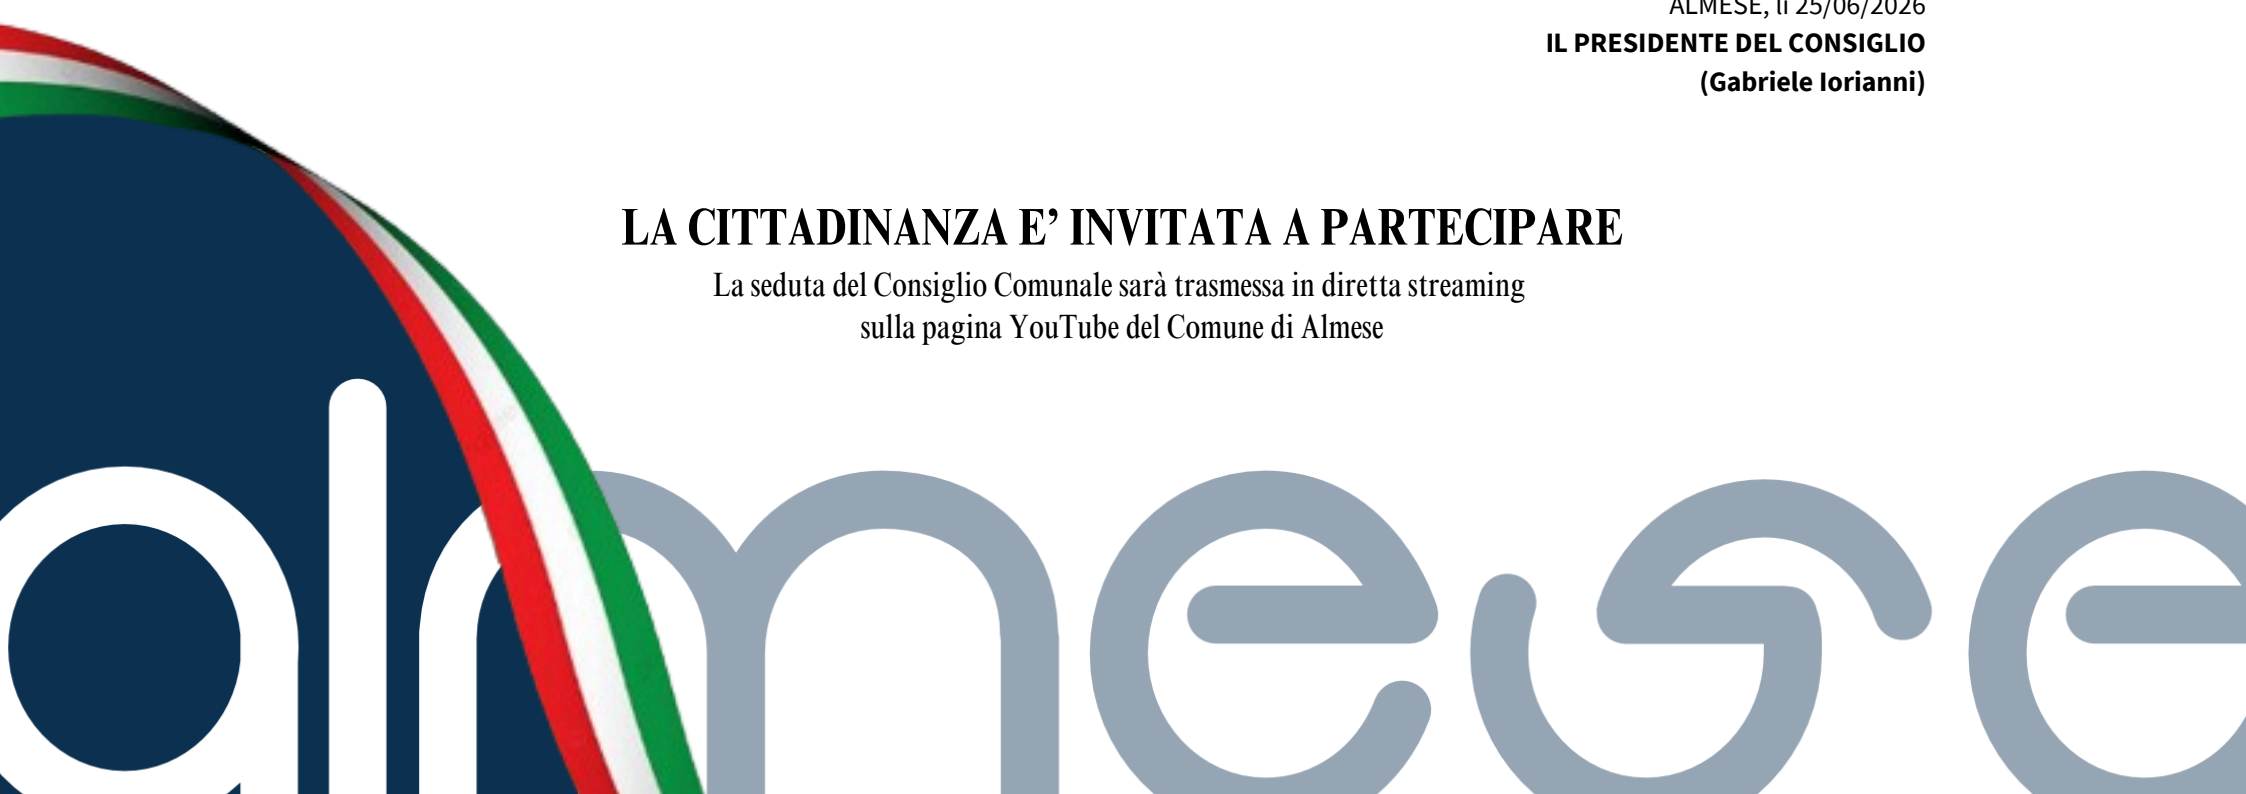 ALMESE, lì 25/06/2026
IL PRESIDENTE DEL CONSIGLIO
(Gabriele Iorianni)
LA CITTADINANZA E’ INVITATA A PARTECIPARE
La seduta del Consiglio Comunale sarà trasmessa in diretta streaming
sulla pagina YouTube del Comune di Almese
almese